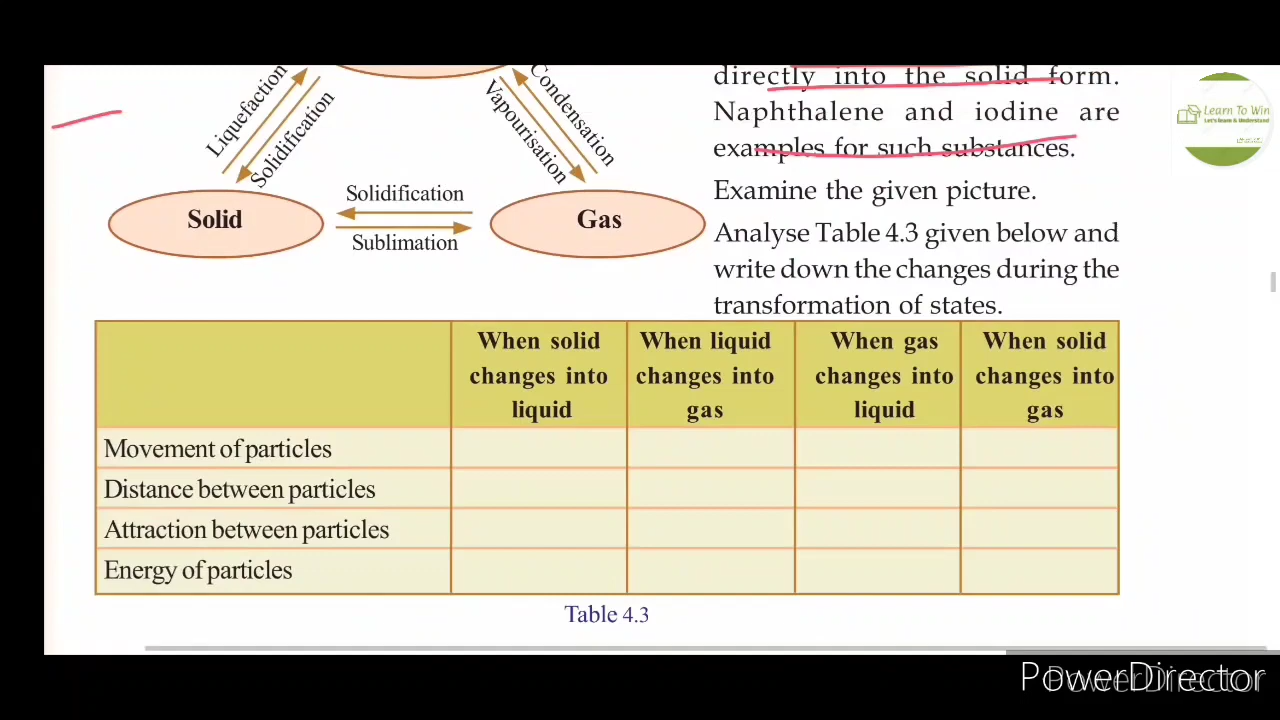 directly into the solid form.
Naphthalene and iodine are
examples for such substances.
Examine the given picture.
Analyse Table 4.3 given below and
write down the changes during the
transformation of states.
Liquefaction
Solidification
Vapourisation
Condensation
Solid
Solidification
Sublimation
Gas
When solid changes into liquid
When liquid changes into gas
When gas changes into liquid
When solid changes into gas
Movement of particles
Distance between particles
Attraction between particles
Energy of particles
Table 4.3
Learn To Win
Let's learn & Understand
PowerDirector